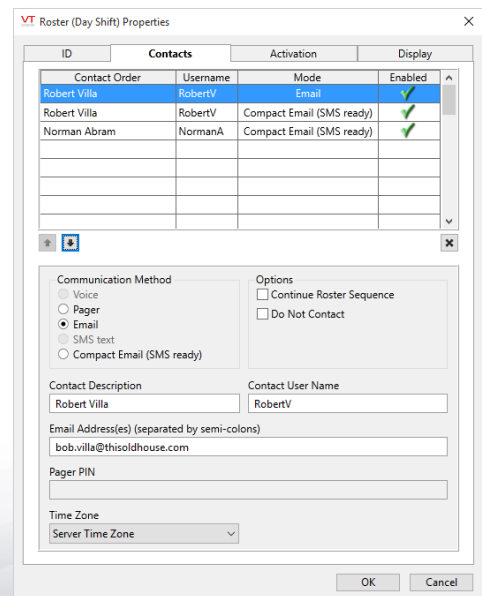 VT Roster (Day Shift) Properties
ID Contacts Activation Display
Contact Order Username Mode Enabled
Robert Villa RobertV Email
Robert Villa RobertV Compact Email (SMS ready)
Norman Abram NormanA Compact Email (SMS ready)
Communication Method Options
Voice Continue Roster Sequence
Pager Do Not Contact
Email
SMS text
Compact Email (SMS ready)
Contact Description Contact User Name
Robert Villa RobertV
Email Address(es) (separated by semi-colons)
bob.villa@thisoldhouse.com
Pager PIN
Time Zone
Server Time Zone
OK Cancel